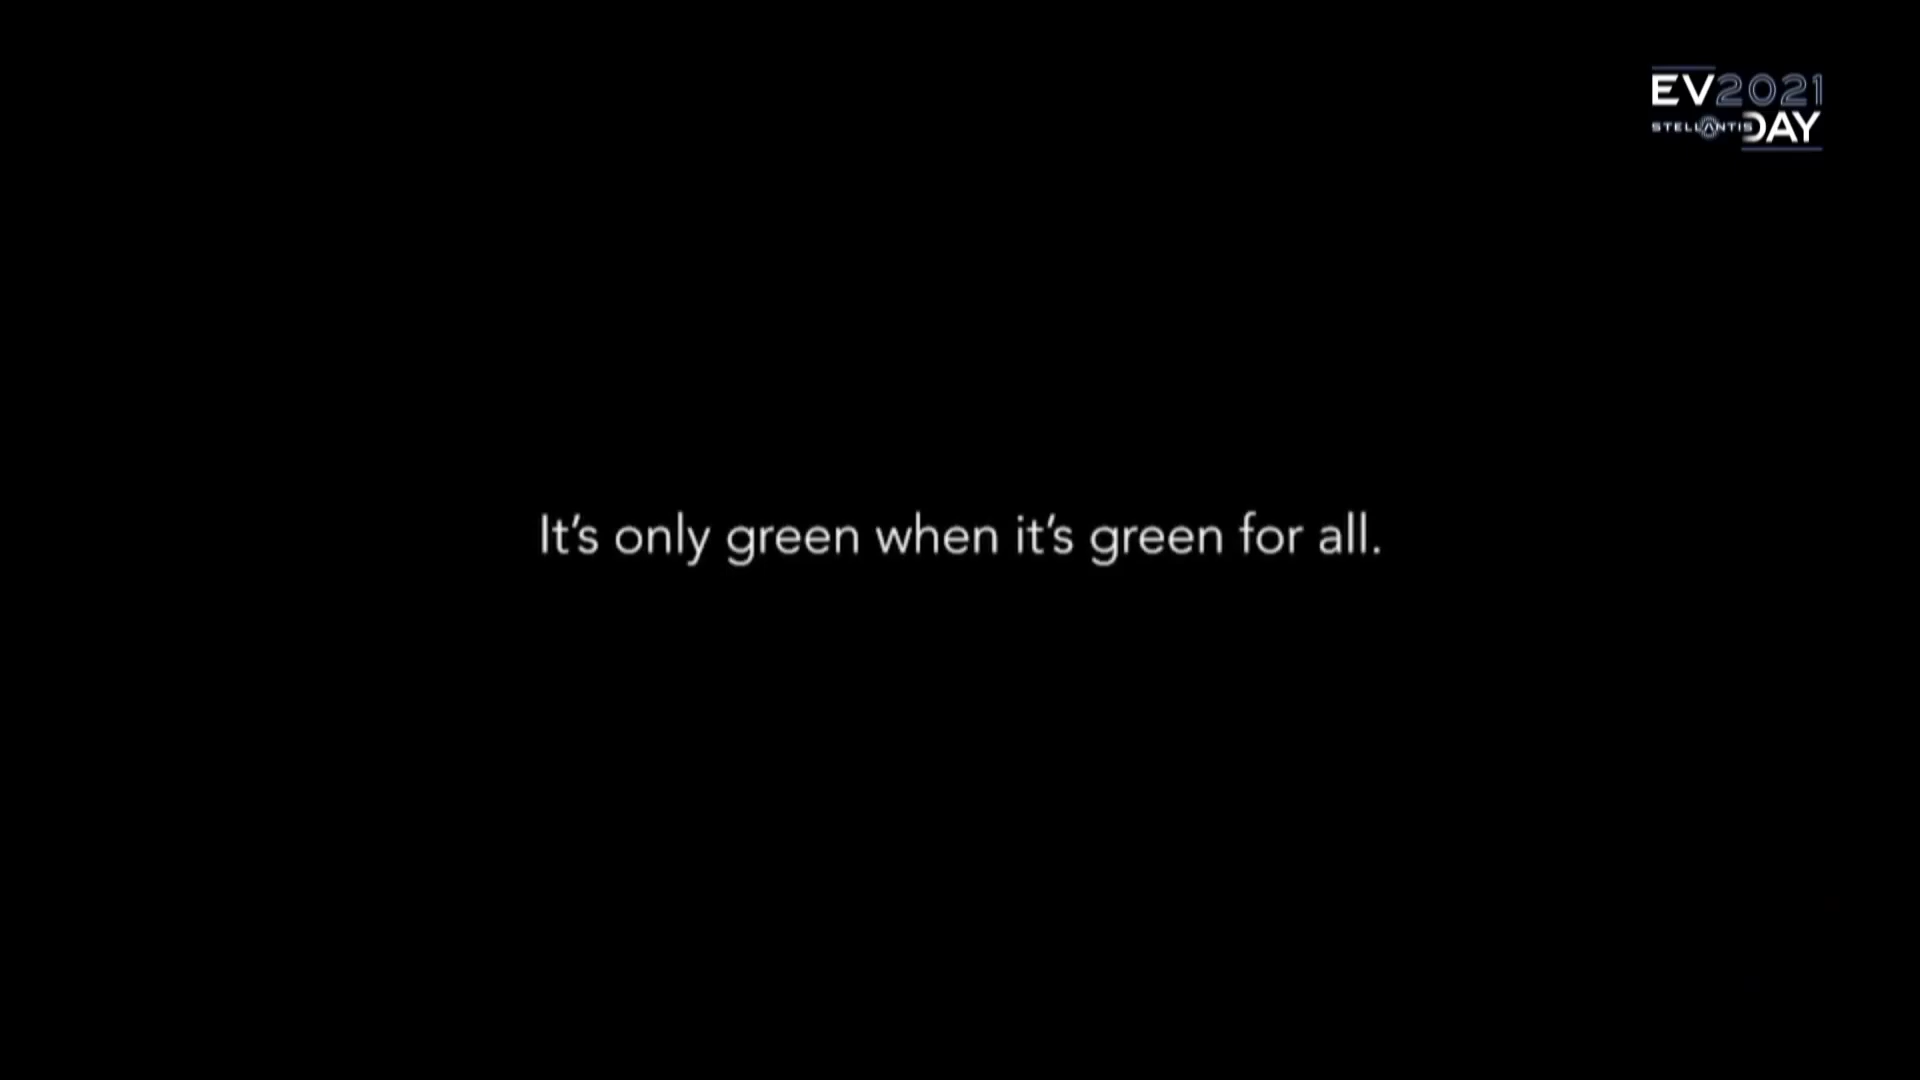 EV2021
STELLANTIS DAY
It's only green when it's green for all.